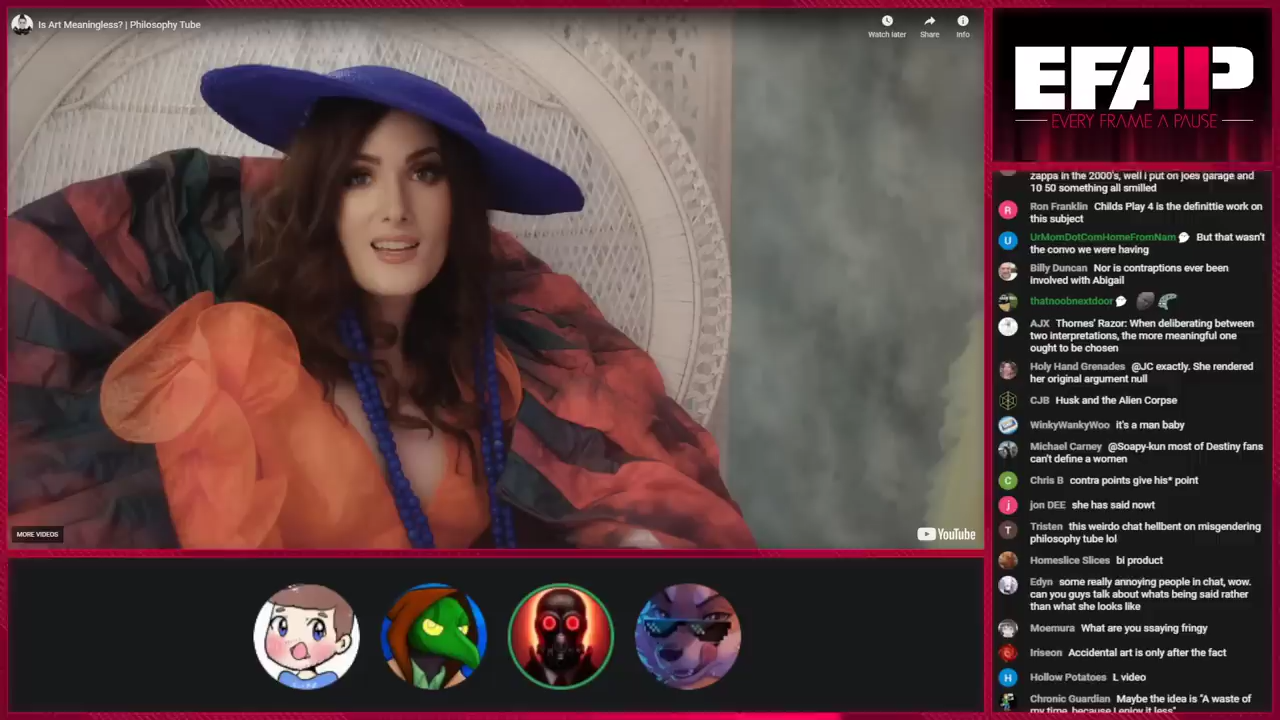 Is Art Meaningless? | Philosophy Tube
Watch later
Share
Info
MORE VIDEOS
YouTube
EFAP
EVERY FRAME A PAUSE
zappa in the 2000's, well i put on joes garage and
10 50 something all smilled
R
Ron Franklin Childs Play 4 is the definittie work on
this subject
U
UrMomDotComHomeFromNam But that wasn't
the convo we were having
Billy Duncan Nor is contraptions ever been
involved with Abigail
thatnoobnextdoor
AJX Thornes' Razor: When deliberating between
two interpretations, the more meaningful one
ought to be chosen
Holy Hand Grenades @JC exactly. She rendered
her original argument null
CJB Husk and the Alien Corpse
WinkyWankyWoo it's a man baby
Michael Carney @Soapy-kun most of Destiny fans
can't define a women
C
Chris B contra points give his* point
j
jon DEE she has said nowt
T
Tristen this weirdo chat hellbent on misgendering
philosophy tube lol
Homeslice Slices bi product
Edyn some really annoying people in chat, wow.
can you guys talk about whats being said rather
than what she looks like
Moemura What are you ssaying fringy
Iriseon Accidental art is only after the fact
H
Hollow Potatoes L video
Chronic Guardian Maybe the idea is "A waste of
my time, because I enjoy it less"